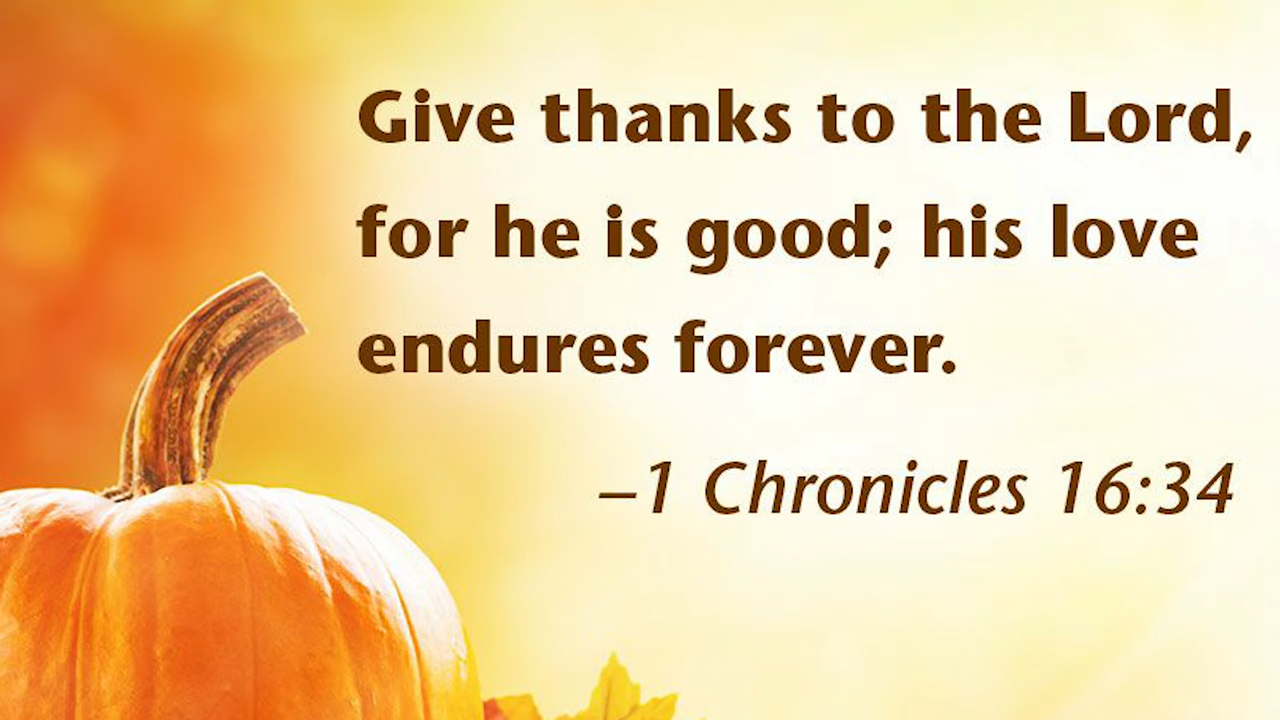 Give thanks to the Lord,
for he is good; his love
endures forever.
–1 Chronicles 16:34